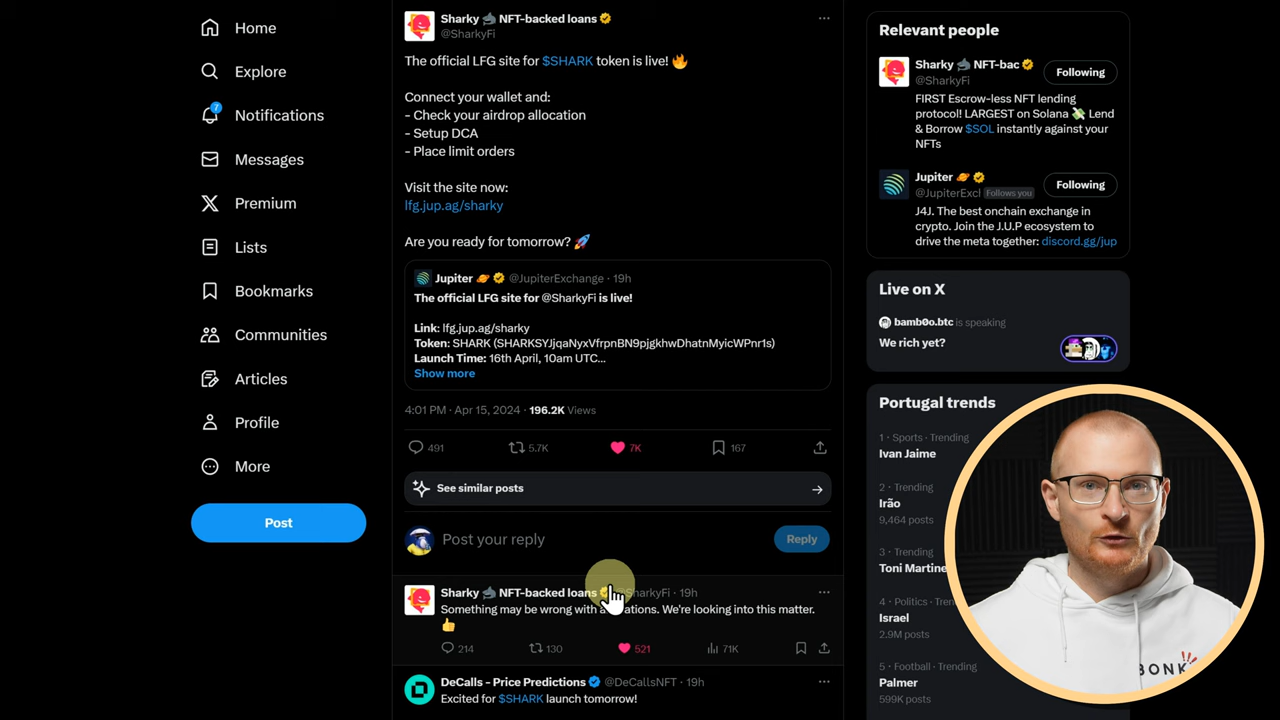 Home
Explore
7
Notifications
Messages
Premium
Lists
Bookmarks
Communities
Articles
Profile
More
Post
Sharky 🦈 NFT-backed loans
@SharkyFi
The official LFG site for $SHARK token is live! 🔥
Connect your wallet and:
- Check your airdrop allocation
- Setup DCA
- Place limit orders
Visit the site now:
lfg.jup.ag/sharky
Are you ready for tomorrow? 🚀
Jupiter 🪐 @JupiterExchange · 19h
The official LFG site for @SharkyFi is live!
Link: lfg.jup.ag/sharky
Token: SHARK (SHARKSYJjqaNyxVfrpnBN9pjgkhwDhatnMyicWPnr1s)
Launch Time: 16th April, 10am UTC...
Show more
4:01 PM · Apr 15, 2024 · 196.2K Views
491 5.7K 7K 167
See similar posts
Post your reply
Reply
Sharky 🦈 NFT-backed loans @SharkyFi · 19h
Something may be wrong with. We're looking into this matter.
👍
214 130 521 71K
DeCalls - Price Predictions @DeCallsNFT · 19h
Excited for $SHARK launch tomorrow!
Relevant people
Sharky 🦈 NFT-bac
@SharkyFi
Following
FIRST Escrow-less NFT lending
protocol! LARGEST on Solana 💸 Lend
& Borrow $SOL instantly against your
NFTs
Jupiter 🪐
@JupiterExcl Follows you
Following
J4J. The best onchain exchange in
crypto. Join the J.U.P ecosystem to
drive the meta together: discord.gg/jup
Live on X
bamb0o.btc is speaking
We rich yet?
Portugal trends
1 · Sports · Trending
Ivan Jaime
2 · Trending
Irão
9,464 posts
3 · Trending
Toni Martine
4 · Politics · Tren
Israel
2.9M posts
5 · Football · Trending
Palmer
599K posts
BONK